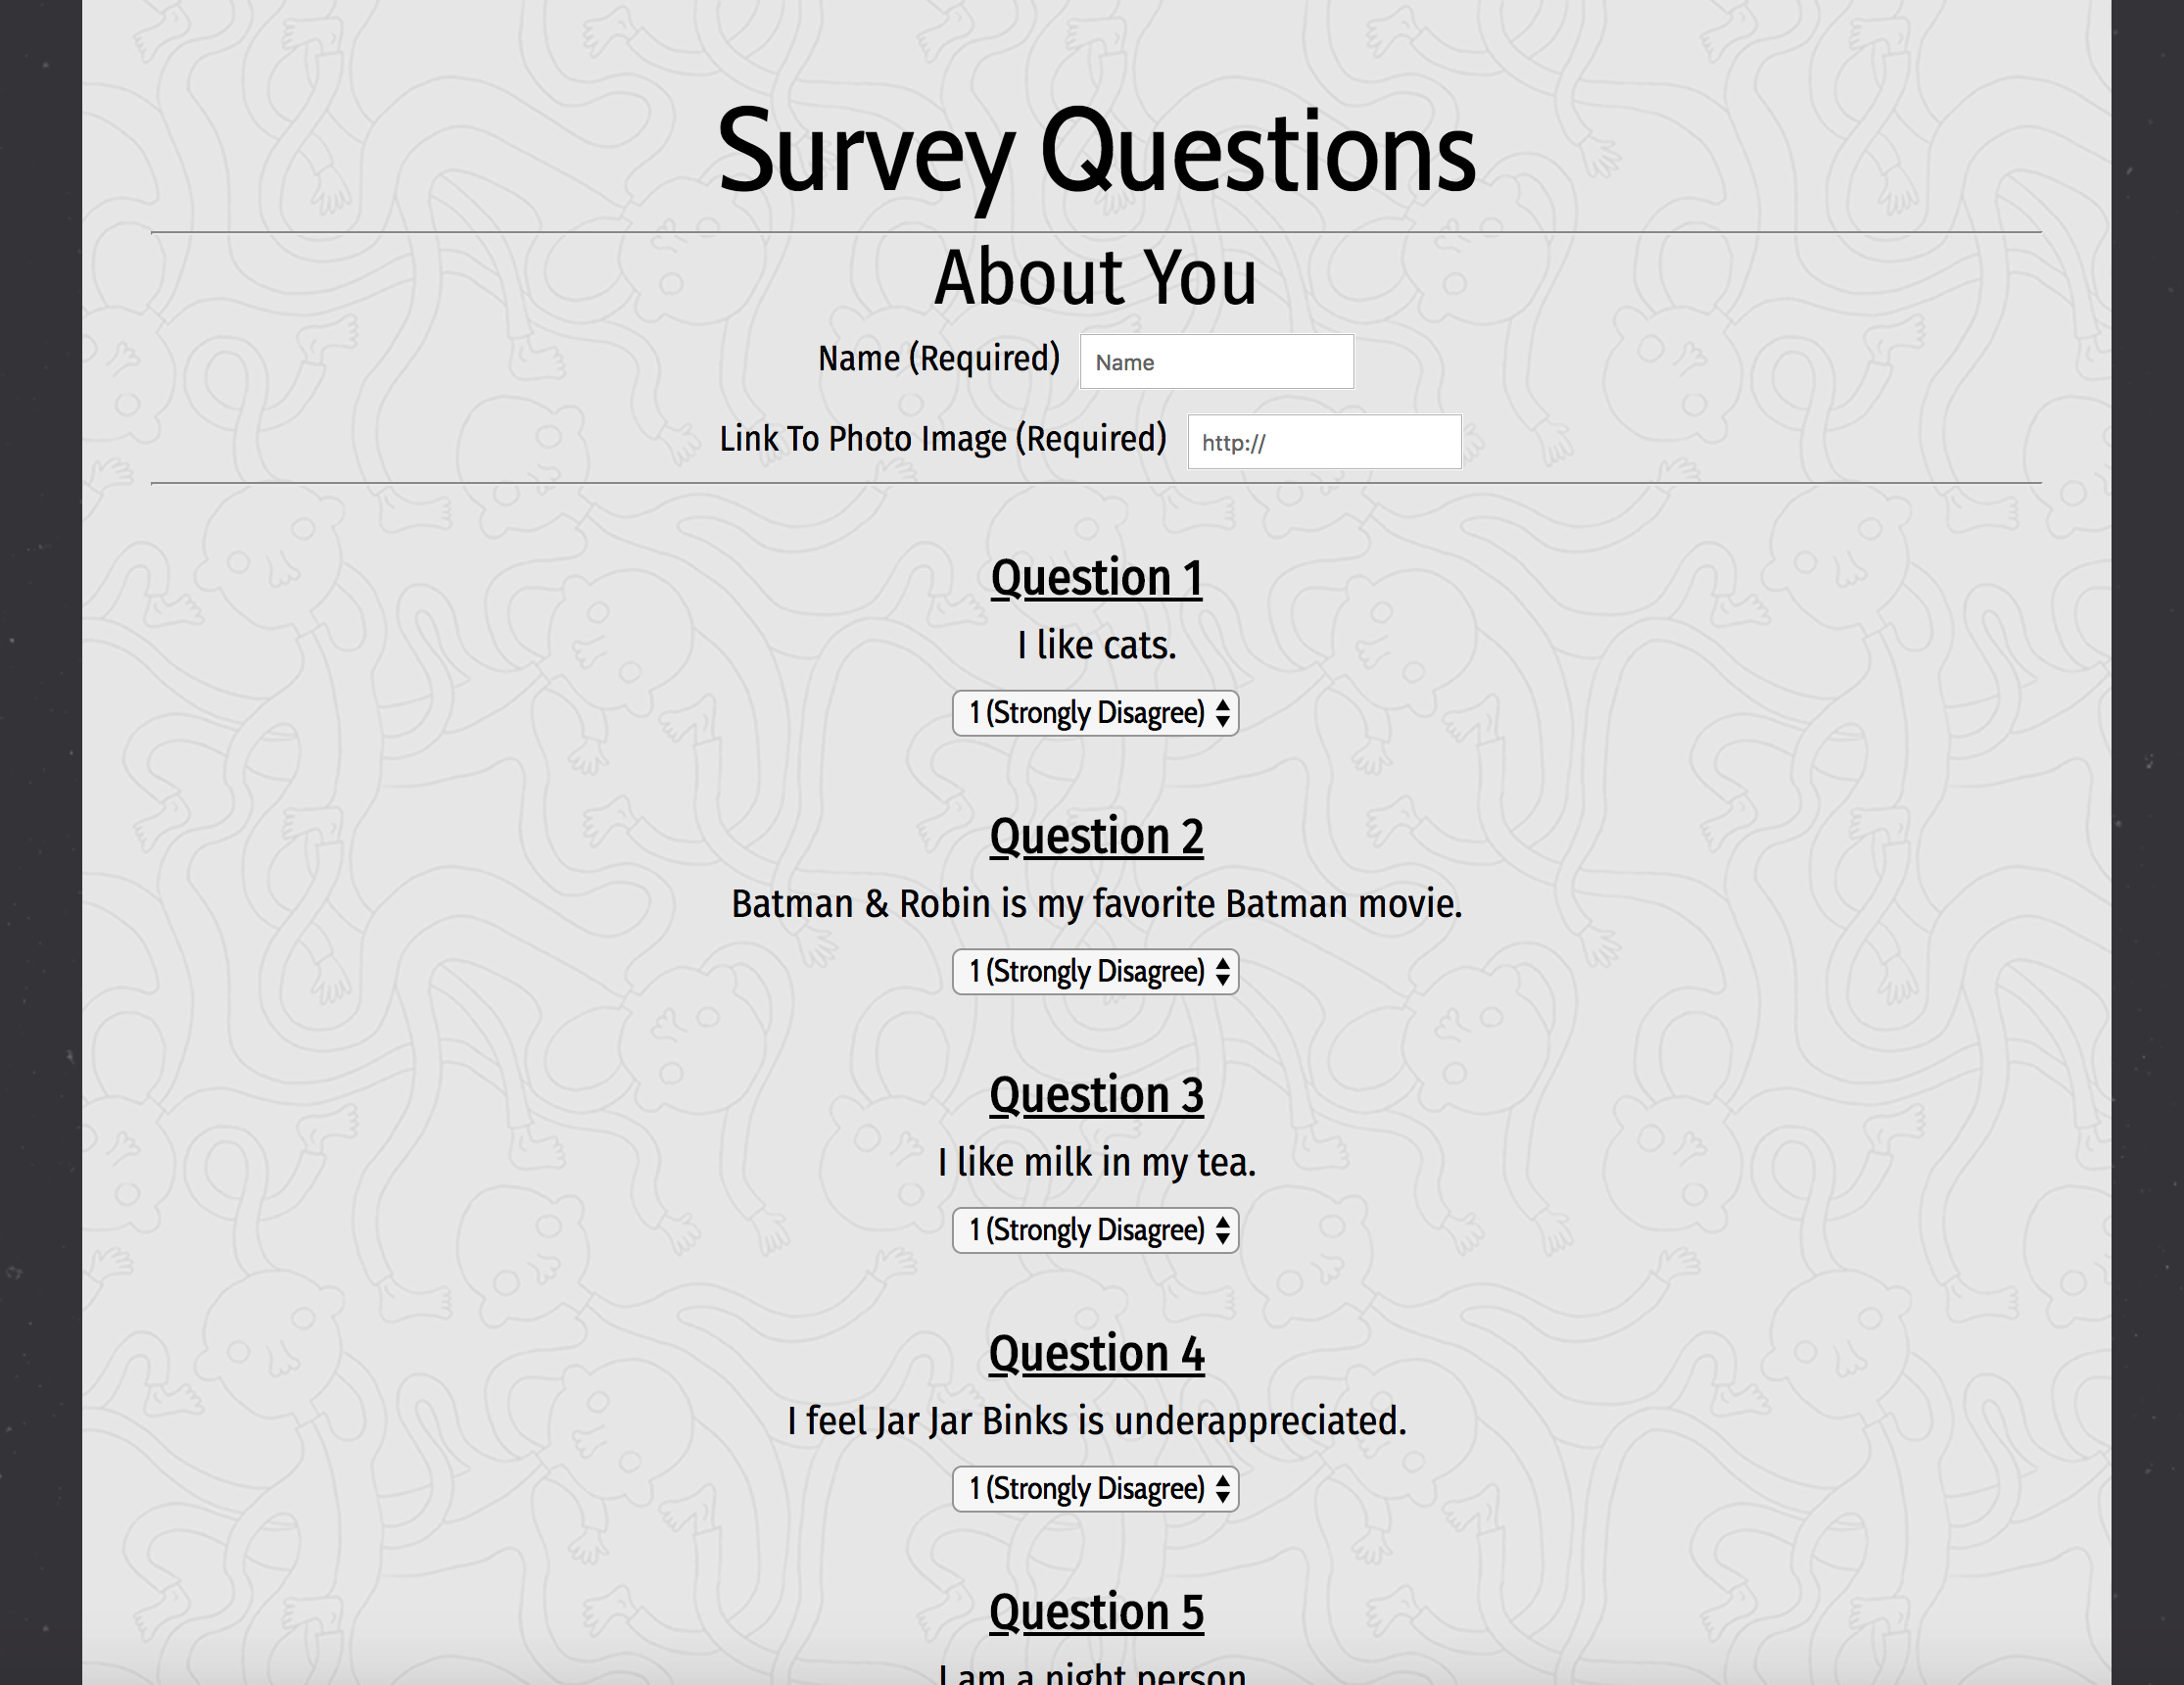 Survey Questions
About You
Name (Required) Name
Link To Photo Image (Required) http://
Question 1
I like cats.
1 (Strongly Disagree)
Question 2
Batman & Robin is my favorite Batman movie.
1 (Strongly Disagree)
Question 3
I like milk in my tea.
1 (Strongly Disagree)
Question 4
I feel Jar Jar Binks is underappreciated.
1 (Strongly Disagree)
Question 5
I am a night person